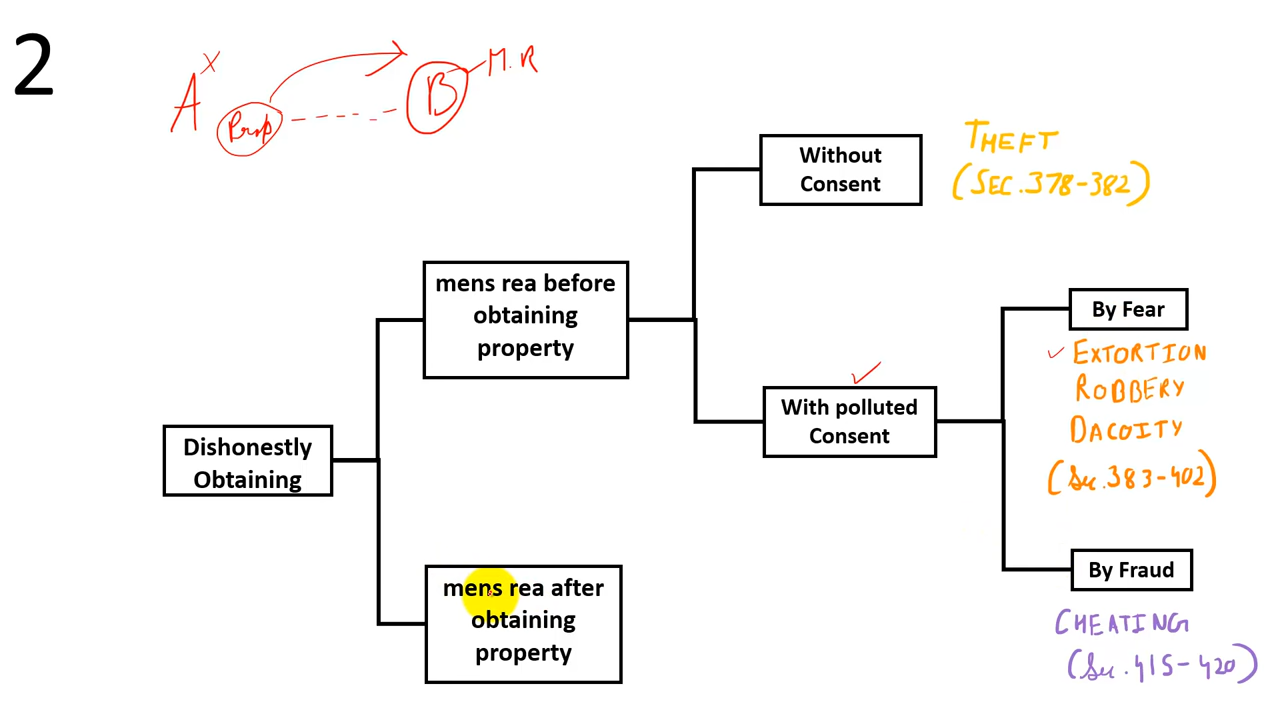 2
A x
Prop
B - M.R
Without
Consent
THEFT
(SEC.378-382)
mens rea before
obtaining
property
By Fear
✓ EXTORTION
ROBBERY
DACOITY
(Sec.383-402)
With polluted
Consent
Dishonestly
Obtaining
By Fraud
CHEATING
(Sec.415-420)
mens rea after
obtaining
property